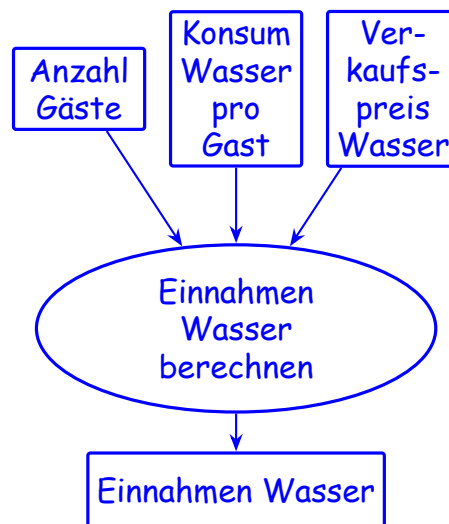 Anzahl
Gäste
Konsum
Wasser
pro
Gast
Ver-
kaufs-
preis
Wasser
Einnahmen
Wasser
berechnen
Einnahmen Wasser